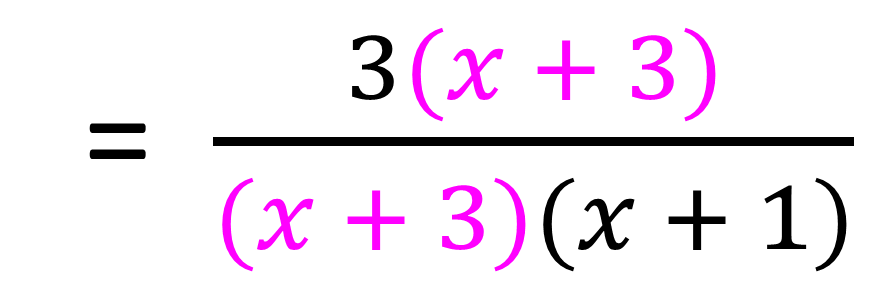 = 3(x + 3)
(x + 3)(x + 1)